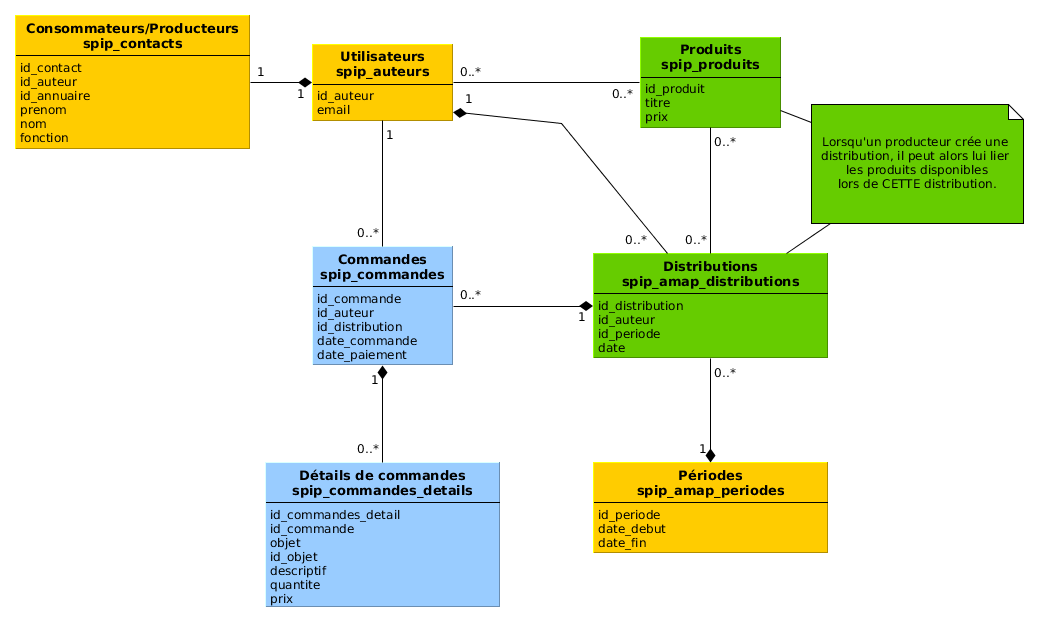 Consommateurs/Producteurs
spip_contacts
id_contact
id_auteur
id_annuaire
prenom
nom
fonction
1
1
Utilisateurs
spip_auteurs
id_auteur
email
0..*
0..*
1
1
Produits
spip_produits
id_produit
titre
prix
0..*
Lorsqu'un producteur crée une
distribution, il peut alors lui lier
les produits disponibles
lors de CETTE distribution.
0..*
0..*
0..*
Commandes
spip_commandes
id_commande
id_auteur
id_distribution
date_commande
date_paiement
0..*
1
Distributions
spip_amap_distributions
id_distribution
id_auteur
id_periode
date
1
0..*
0..*
1
Détails de commandes
spip_commandes_details
id_commandes_detail
id_commande
objet
id_objet
descriptif
quantite
prix
Périodes
spip_amap_periodes
id_periode
date_debut
date_fin